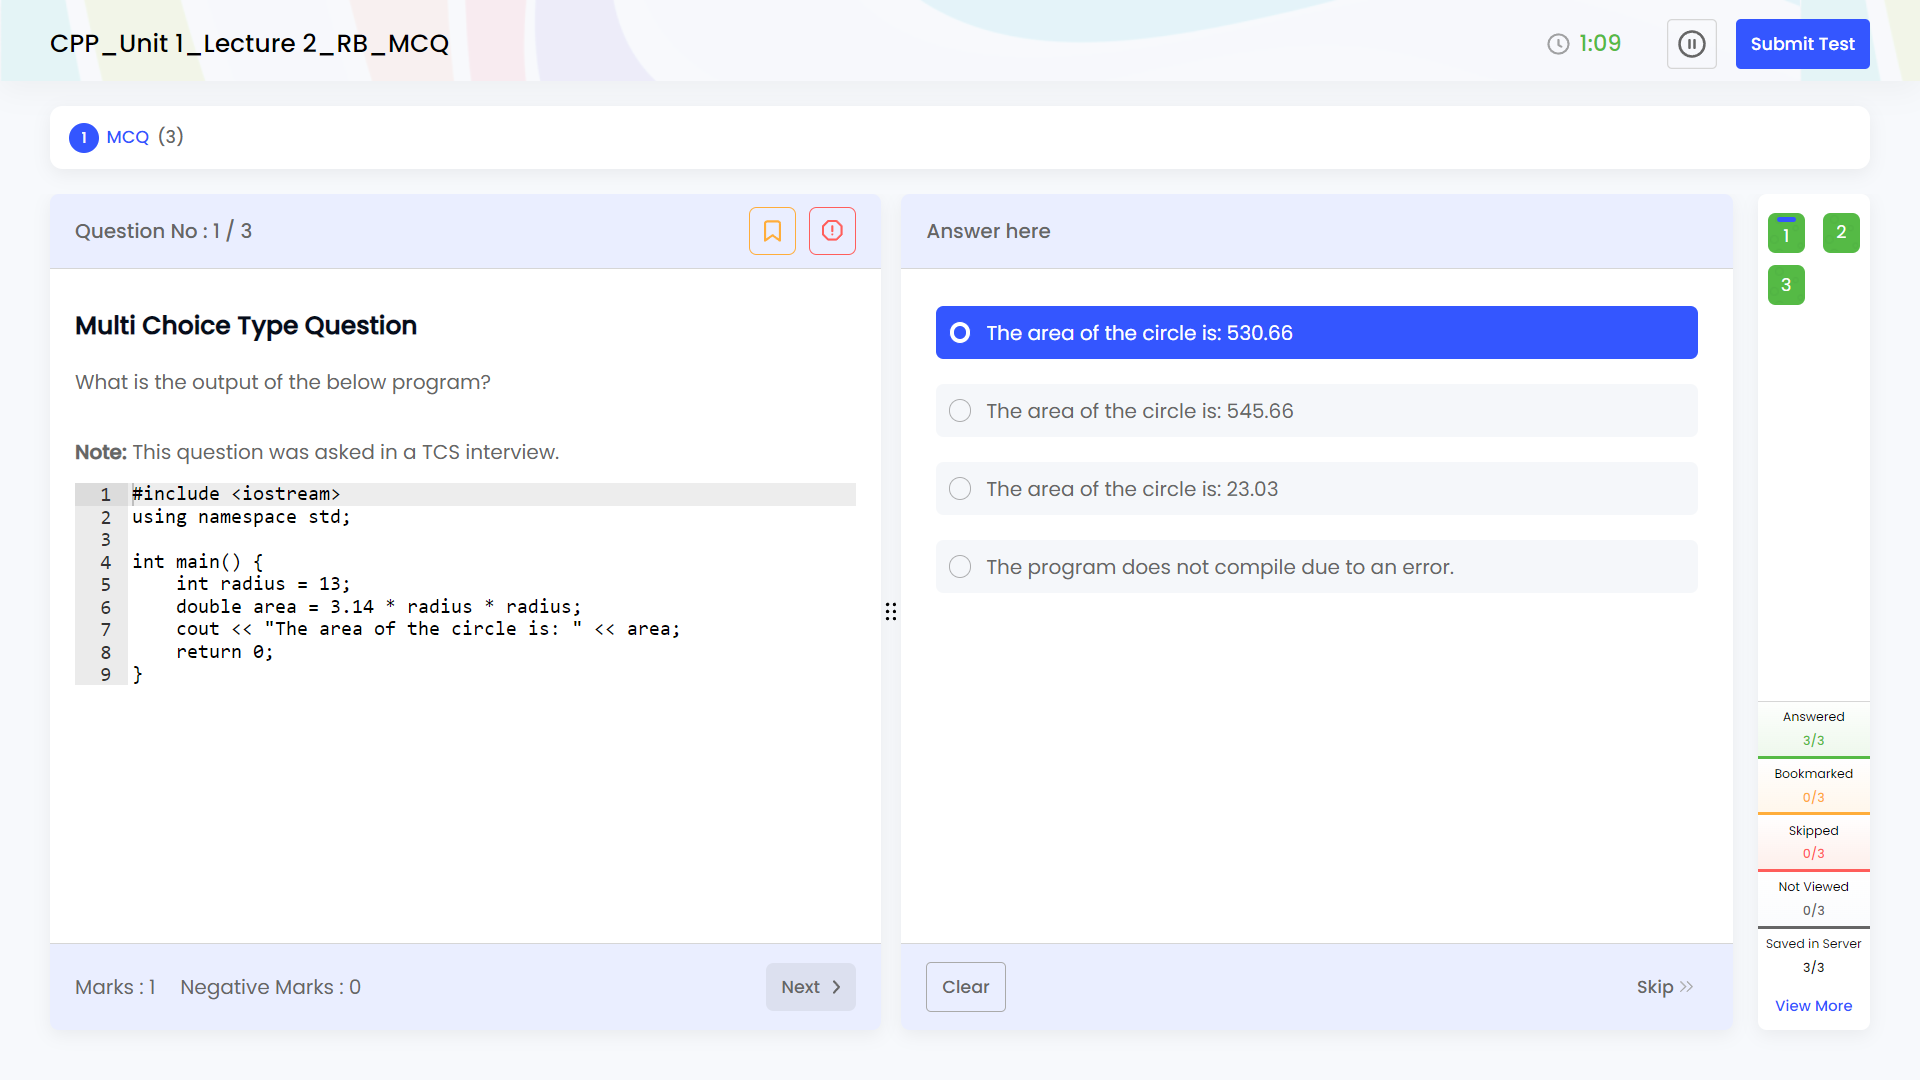 CPP_Unit 1_Lecture 2_RB_MCQ
1:09
Submit Test
1 MCQ (3)
Question No : 1 / 3
Multi Choice Type Question
What is the output of the below program?
Note: This question was asked in a TCS interview.
1 #include <iostream>
2 using namespace std;
3
4 int main() {
5     int radius = 13;
6     double area = 3.14 * radius * radius;
7     cout << "The area of the circle is: " << area;
8     return 0;
9 }
Marks : 1 Negative Marks : 0
Next
Answer here
The area of the circle is: 530.66
The area of the circle is: 545.66
The area of the circle is: 23.03
The program does not compile due to an error.
Clear
Skip
1 2
3
Answered
3/3
Bookmarked
0/3
Skipped
0/3
Not Viewed
0/3
Saved in Server
3/3
View More